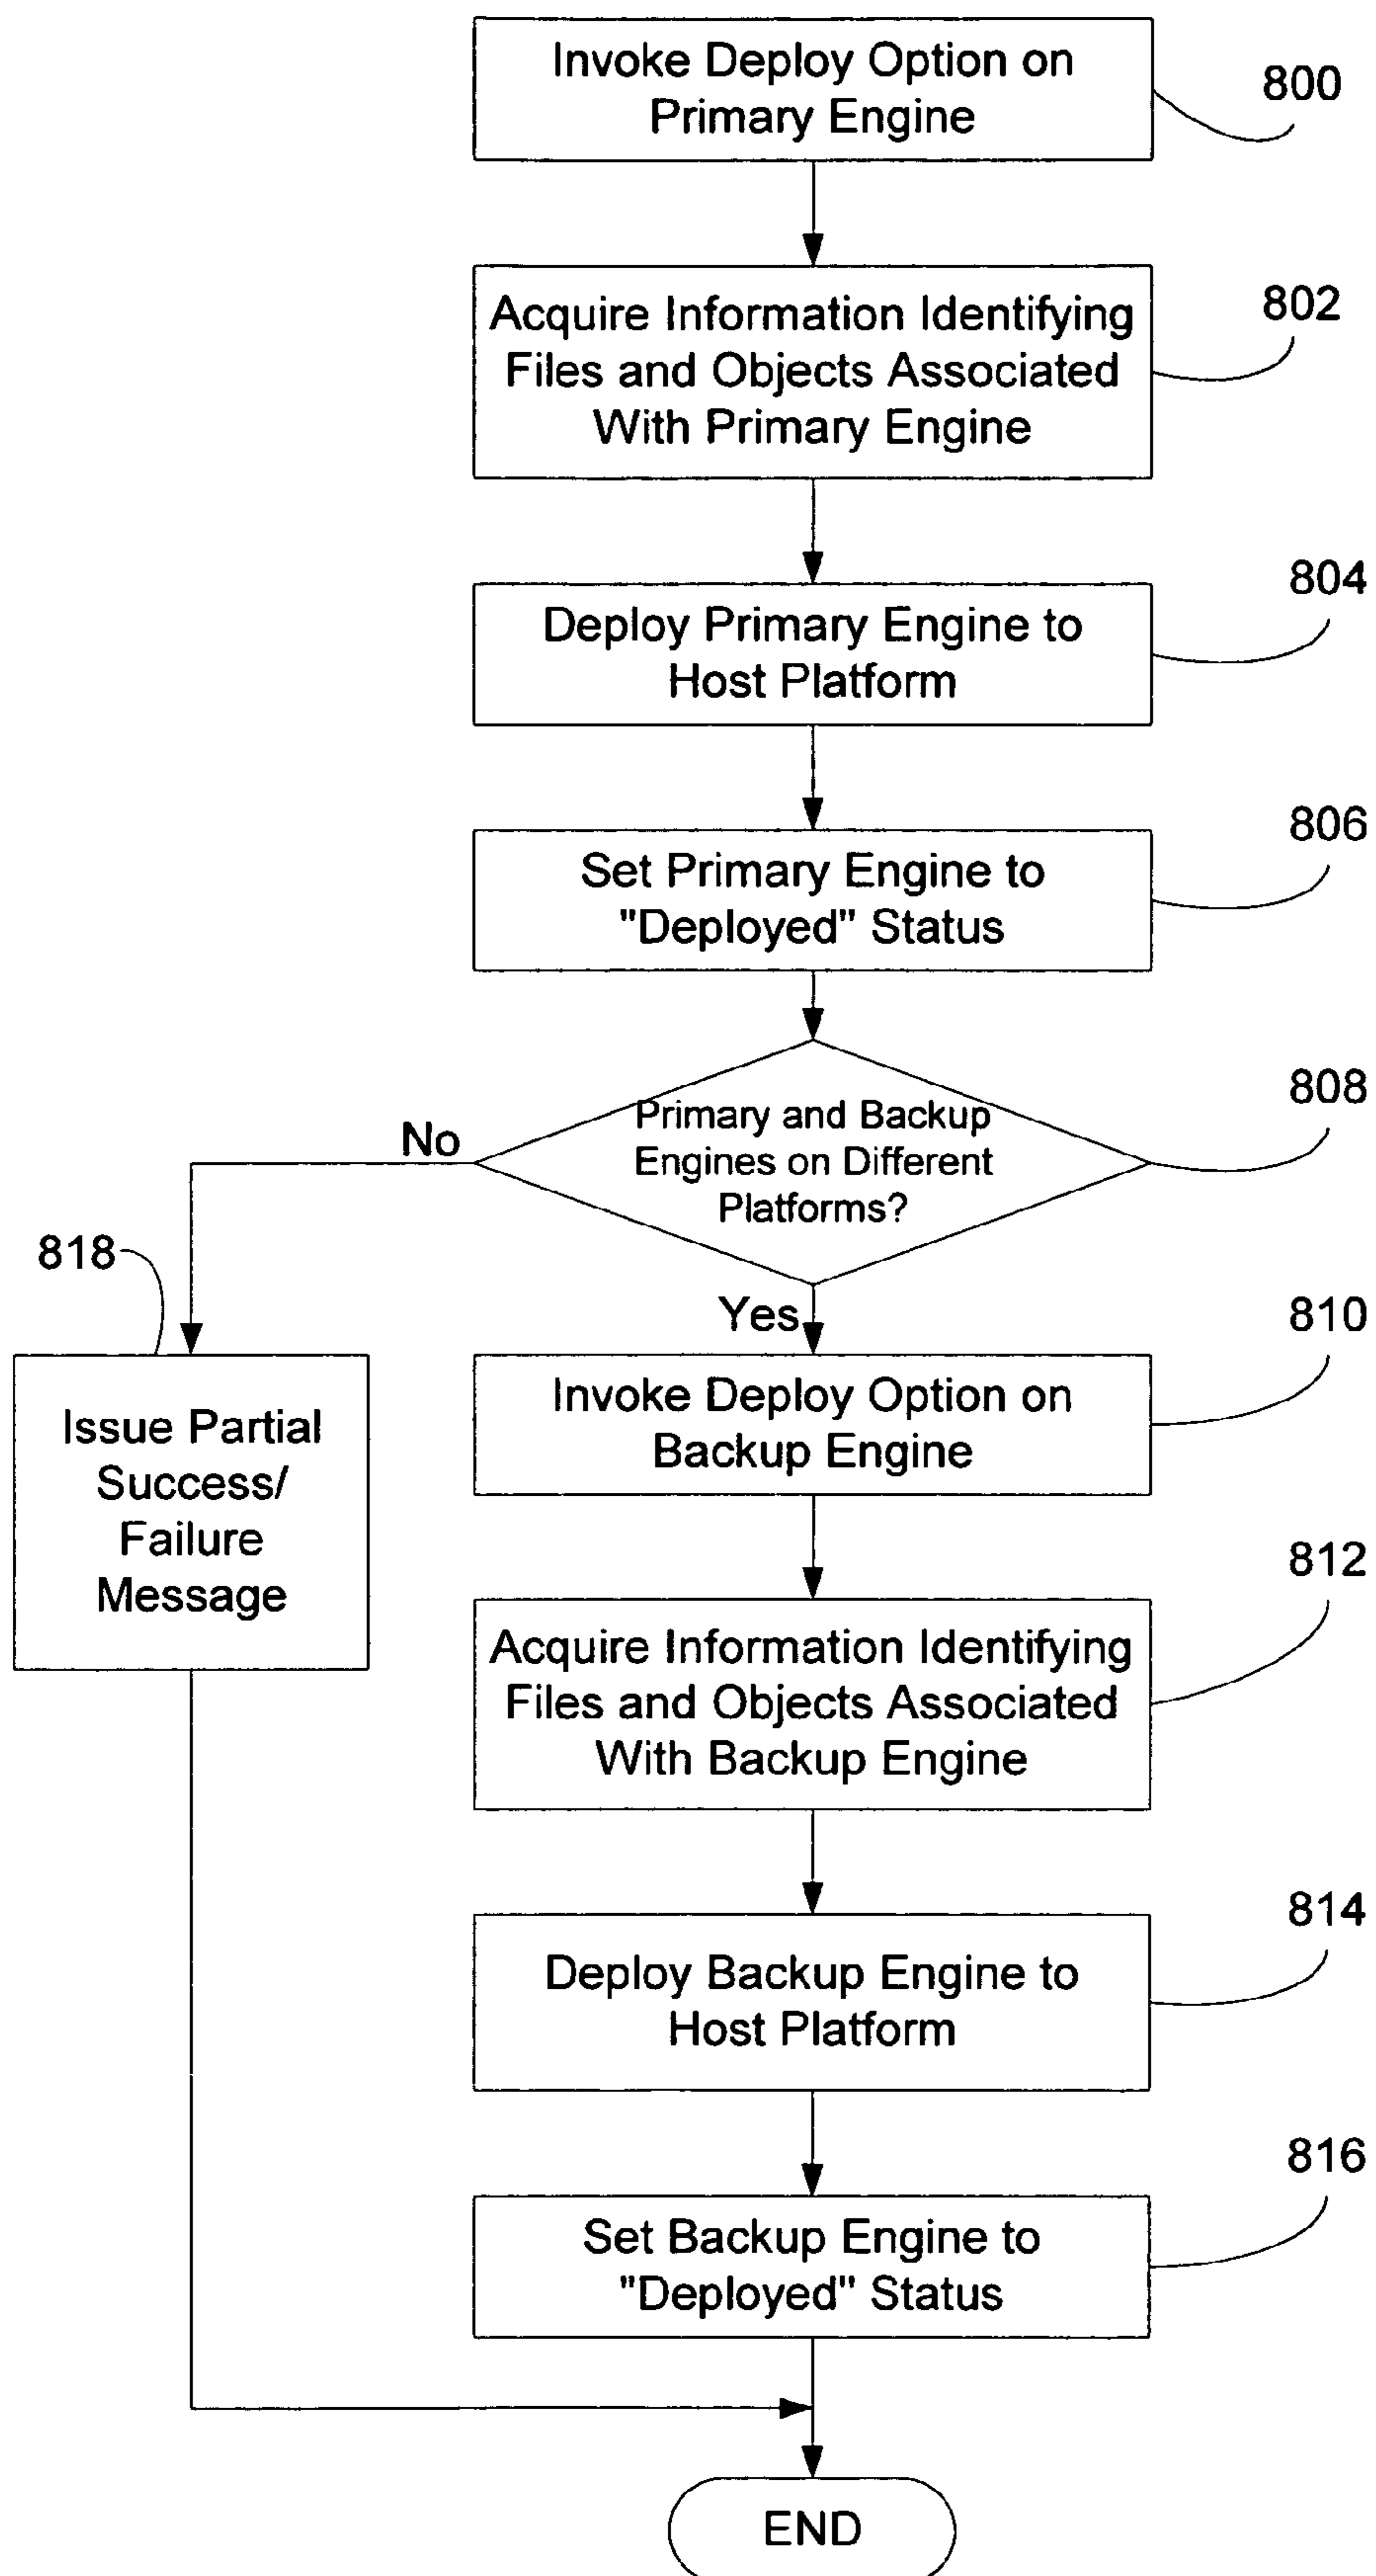 Invoke Deploy Option on
Primary Engine
800
Acquire Information Identifying
Files and Objects Associated
With Primary Engine
802
Deploy Primary Engine to
Host Platform
804
Set Primary Engine to
"Deployed" Status
806
Primary and Backup
Engines on Different
Platforms?
808
No
Yes
818
Issue Partial
Success/
Failure
Message
Invoke Deploy Option on
Backup Engine
810
Acquire Information Identifying
Files and Objects Associated
With Backup Engine
812
Deploy Backup Engine to
Host Platform
814
Set Backup Engine to
"Deployed" Status
816
END